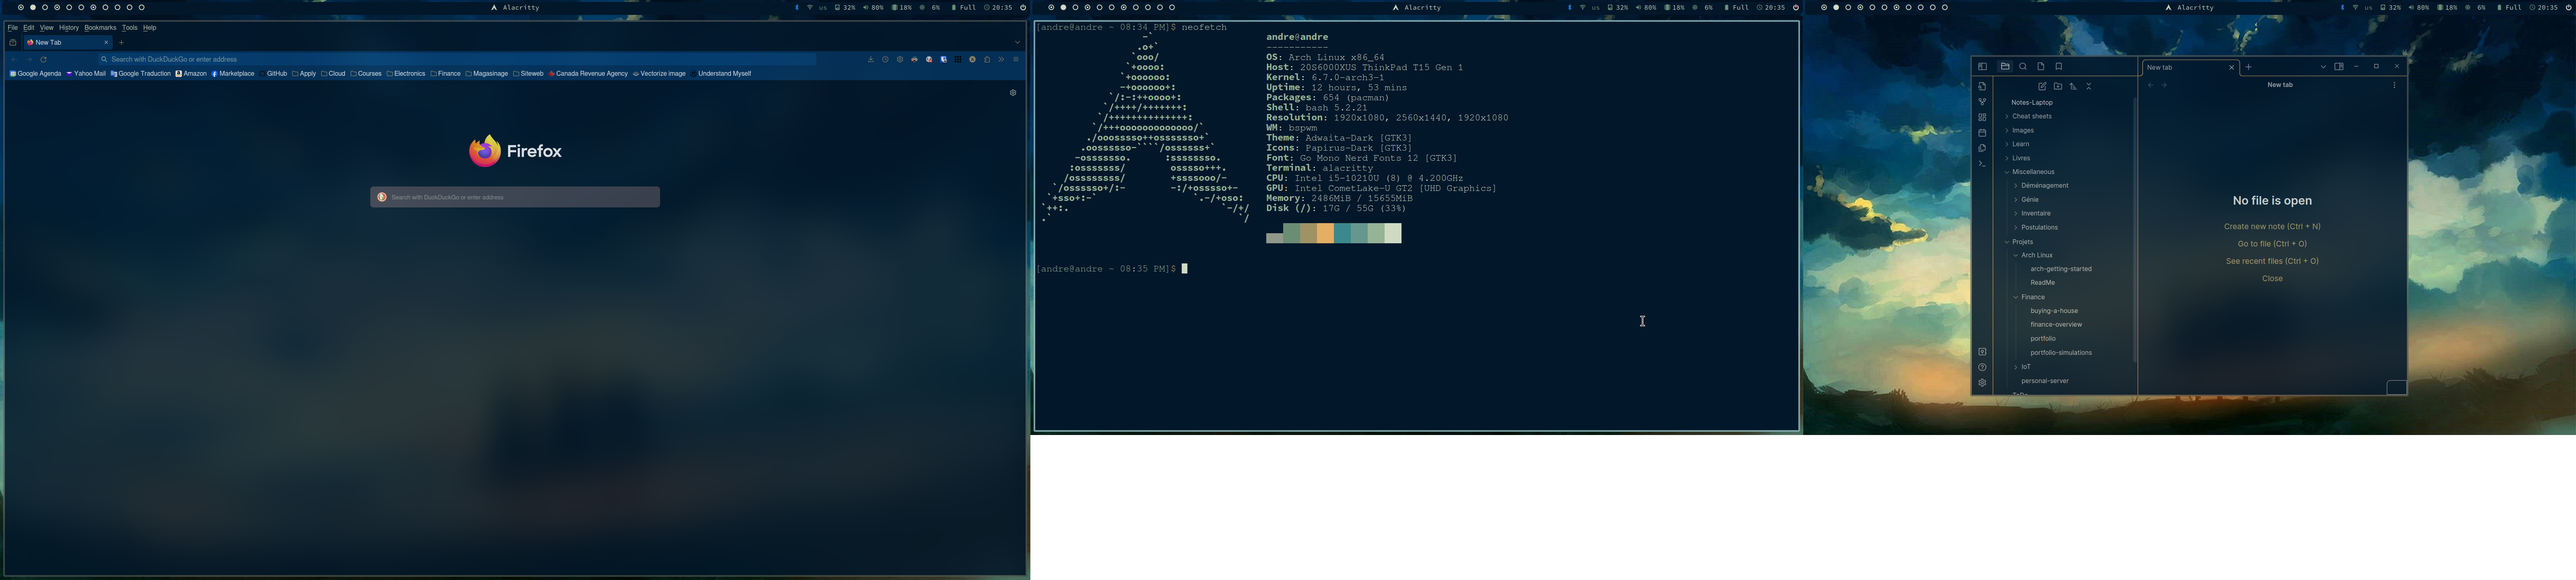 Alacritty
us 32% 80% 18% 6% Full 20:35
File Edit View History Bookmarks Tools Help
New Tab
Search with DuckDuckGo or enter address
Google Agenda Yahoo Mail Google Traduction Amazon Marketplace GitHub Apply Cloud Courses Electronics Finance Magasinage Siteweb Canada Revenue Agency Vectorize image Understand Myself
Firefox
Search with DuckDuckGo or enter address
Alacritty
us 32% 80% 18% 6% Full 20:35
[andre@andre ~ 08:34 PM]$ neofetch
andre@andre
-----------
OS: Arch Linux x86_64
Host: 20S6000XUS ThinkPad T15 Gen 1
Kernel: 6.7.0-arch3-1
Uptime: 12 hours, 53 mins
Packages: 654 (pacman)
Shell: bash 5.2.21
Resolution: 1920x1080, 2560x1440, 1920x1080
WM: bspwm
Theme: Adwaita-Dark [GTK3]
Icons: Papirus-Dark [GTK3]
Font: Go Mono Nerd Fonts 12 [GTK3]
Terminal: alacritty
CPU: Intel i5-10210U (8) @ 4.200GHz
GPU: Intel CometLake-U GT2 [UHD Graphics]
Memory: 2486MiB / 15655MiB
Disk (/): 17G / 55G (33%)
[andre@andre ~ 08:35 PM]$
Alacritty
us 32% 80% 18% 6% Full 20:35
New tab
New tab
Notes-Laptop
Cheat sheets
Images
Learn
Livres
Miscellaneous
Déménagement
Génie
Inventaire
Postulations
Projets
Arch Linux
arch-getting-started
ReadMe
Finance
buying-a-house
finance-overview
portfolio
portfolio-simulations
IoT
personal-server
No file is open
Create new note (Ctrl + N)
Go to file (Ctrl + O)
See recent files (Ctrl + O)
Close